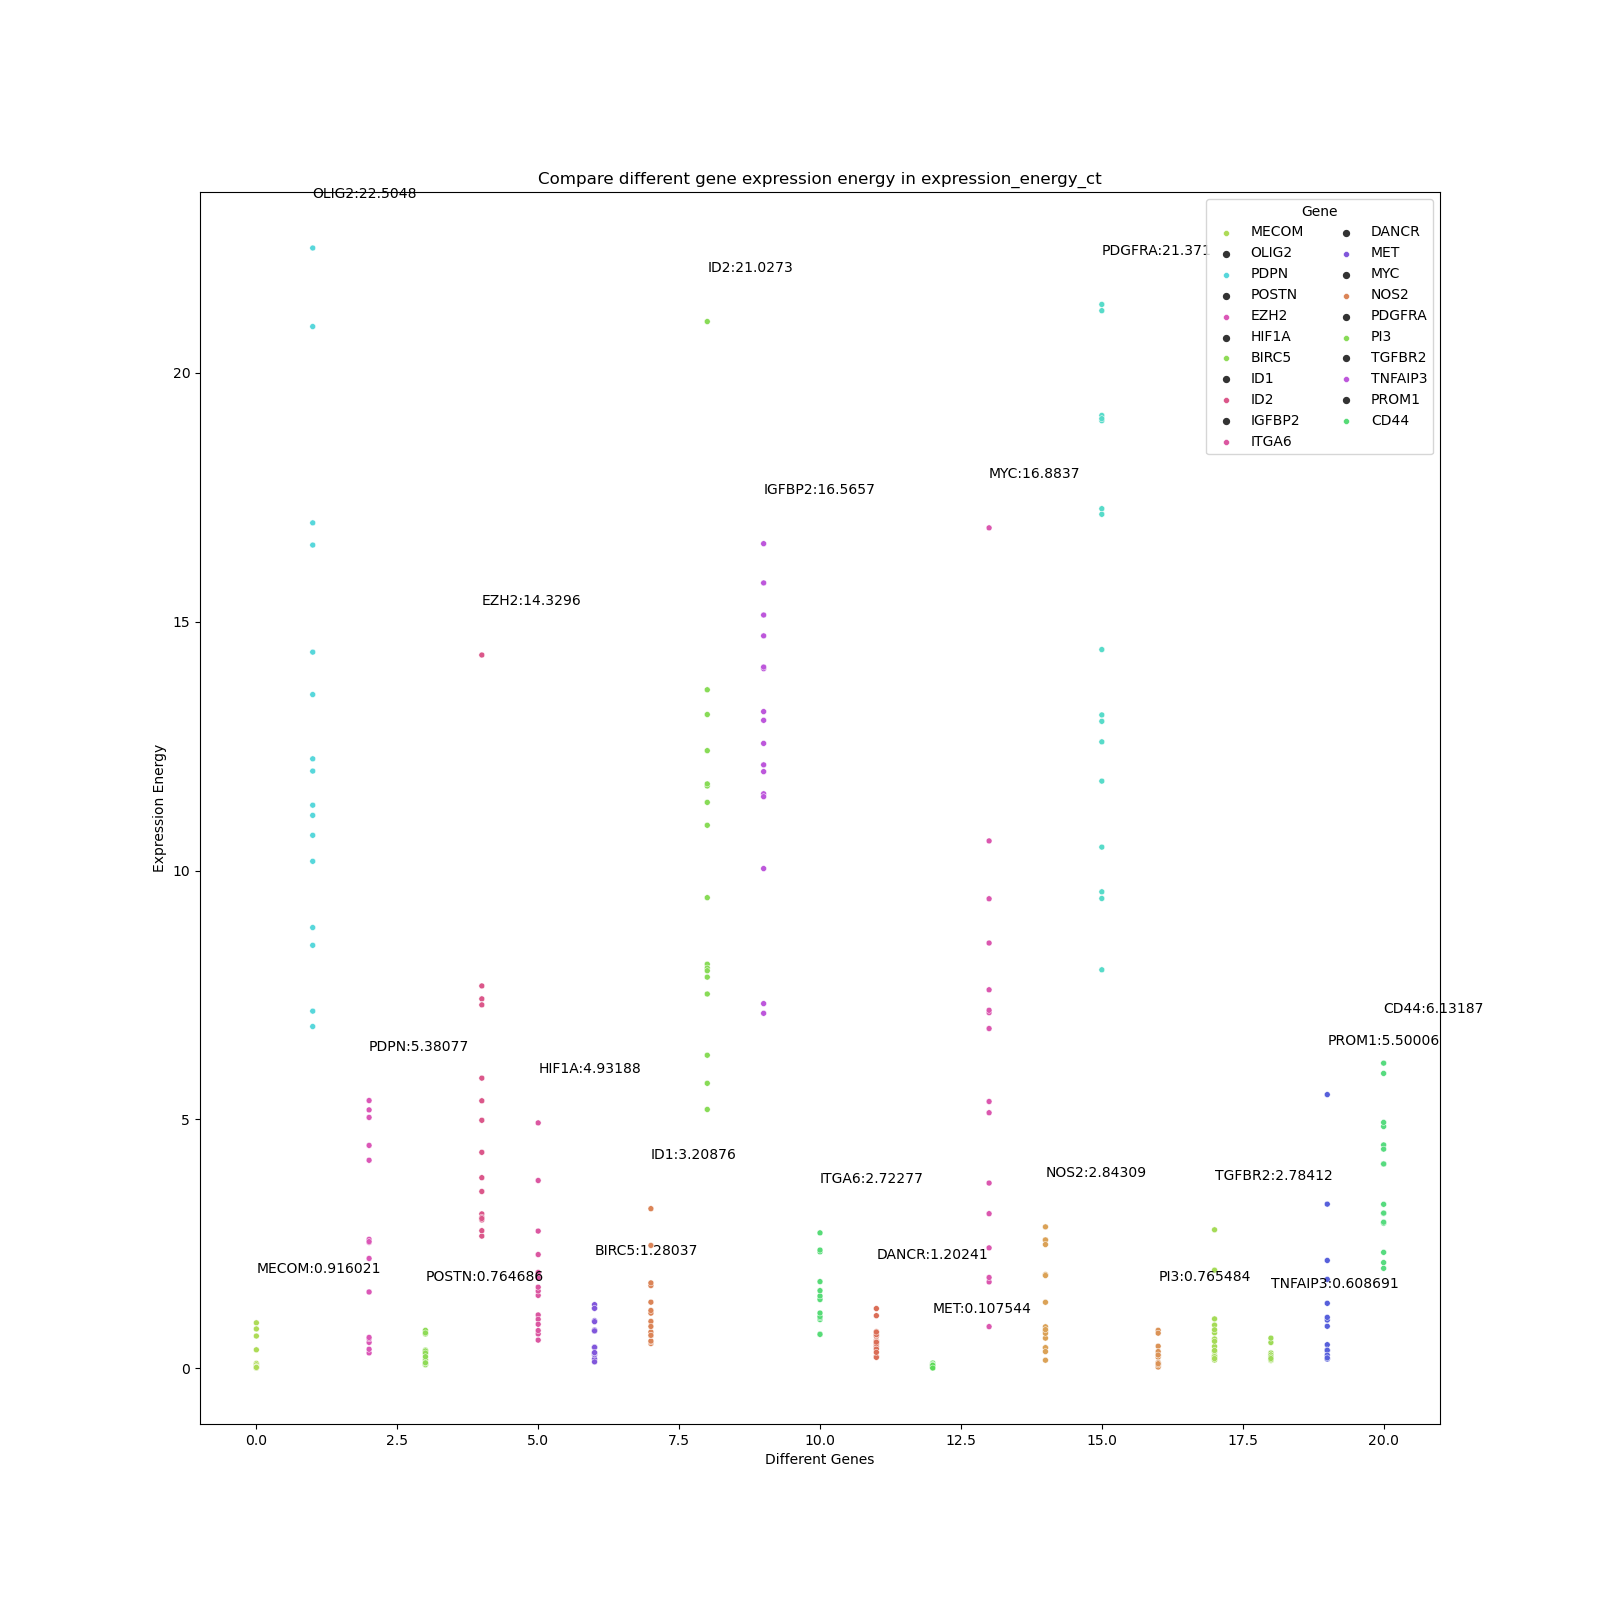 Compare different gene expression energy in expression_energy_ct
OLIG2:22.5048
PDGFRA:21.371
ID2:21.0273
MYC:16.8837
IGFBP2:16.5657
EZH2:14.3296
CD44:6.13187
PROM1:5.50006
PDPN:5.38077
HIF1A:4.93188
ID1:3.20876
NOS2:2.84309
TGFBR2:2.78412
ITGA6:2.72277
BIRC5:1.28037
DANCR:1.20241
MECOM:0.916021
POSTN:0.764686
PI3:0.765484
TNFAIP3:0.608691
MET:0.107544
Gene
MECOM
OLIG2
PDPN
POSTN
EZH2
HIF1A
BIRC5
ID1
ID2
IGFBP2
ITGA6
DANCR
MET
MYC
NOS2
PDGFRA
PI3
TGFBR2
TNFAIP3
PROM1
CD44
Expression Energy
20
15
10
5
0
0.0 2.5 5.0 7.5 10.0 12.5 15.0 17.5 20.0
Different Genes